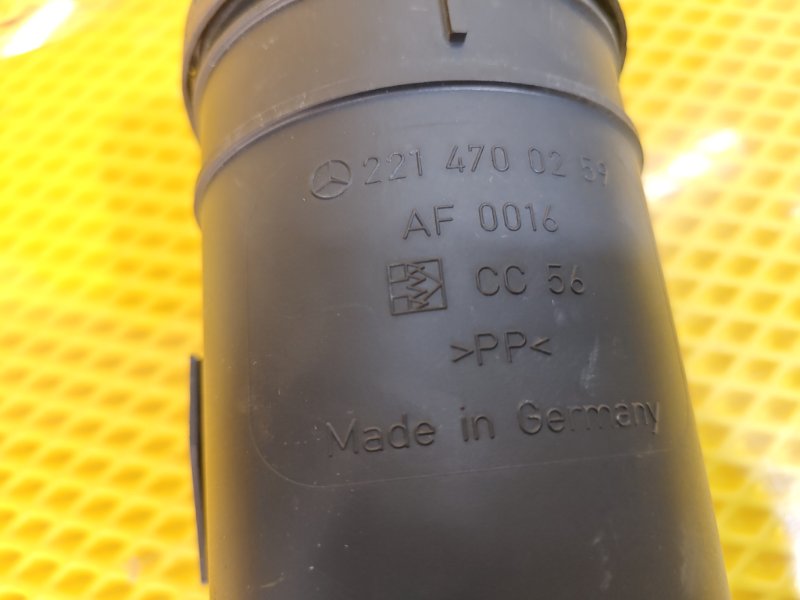 221 470 02 59
AF 0016
CC 56
>PP<
Made in Germany